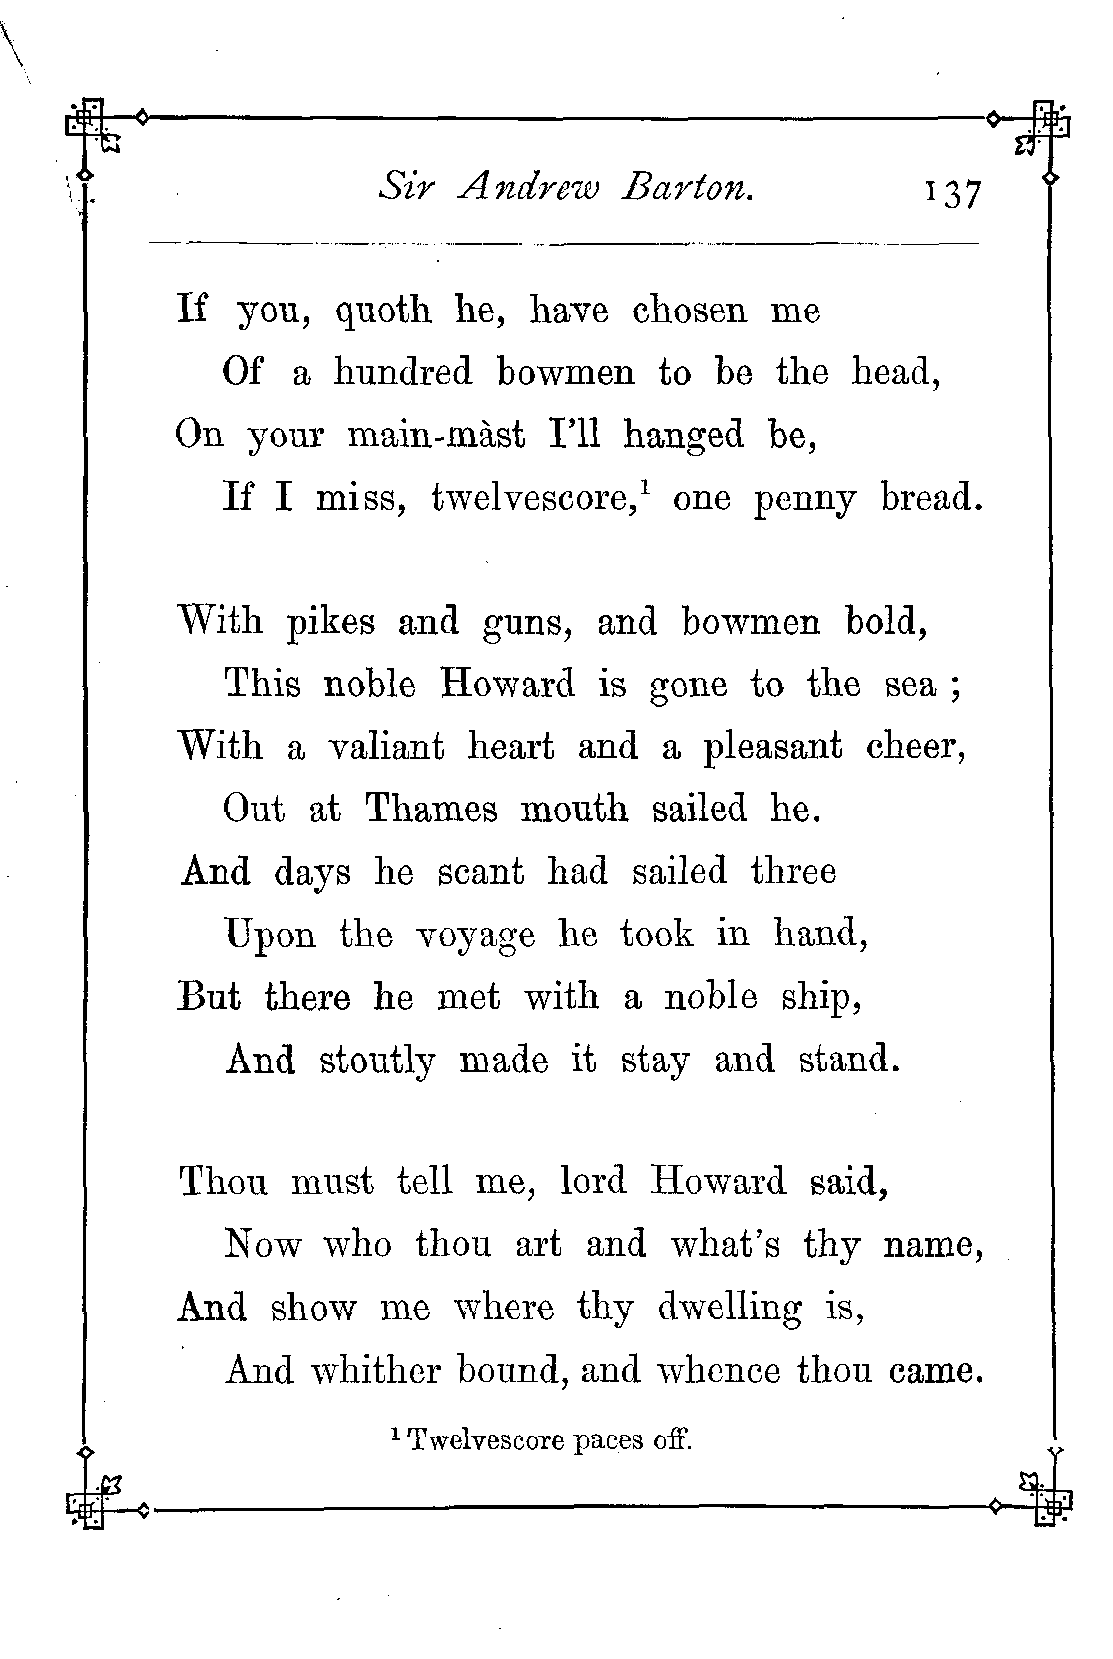 Sir Andrew Barton. 137
If you, quoth he, have chosen me
Of a hundred bowmen to be the head,
On your main-màst I'll hanged be,
If I miss, twelvescore,¹ one penny bread.
With pikes and guns, and bowmen bold,
This noble Howard is gone to the sea ;
With a valiant heart and a pleasant cheer,
Out at Thames mouth sailed he.
And days he scant had sailed three
Upon the voyage he took in hand,
But there he met with a noble ship,
And stoutly made it stay and stand.
Thou must tell me, lord Howard said,
Now who thou art and what's thy name,
And show me where thy dwelling is,
And whither bound, and whence thou came.
¹ Twelvescore paces off.